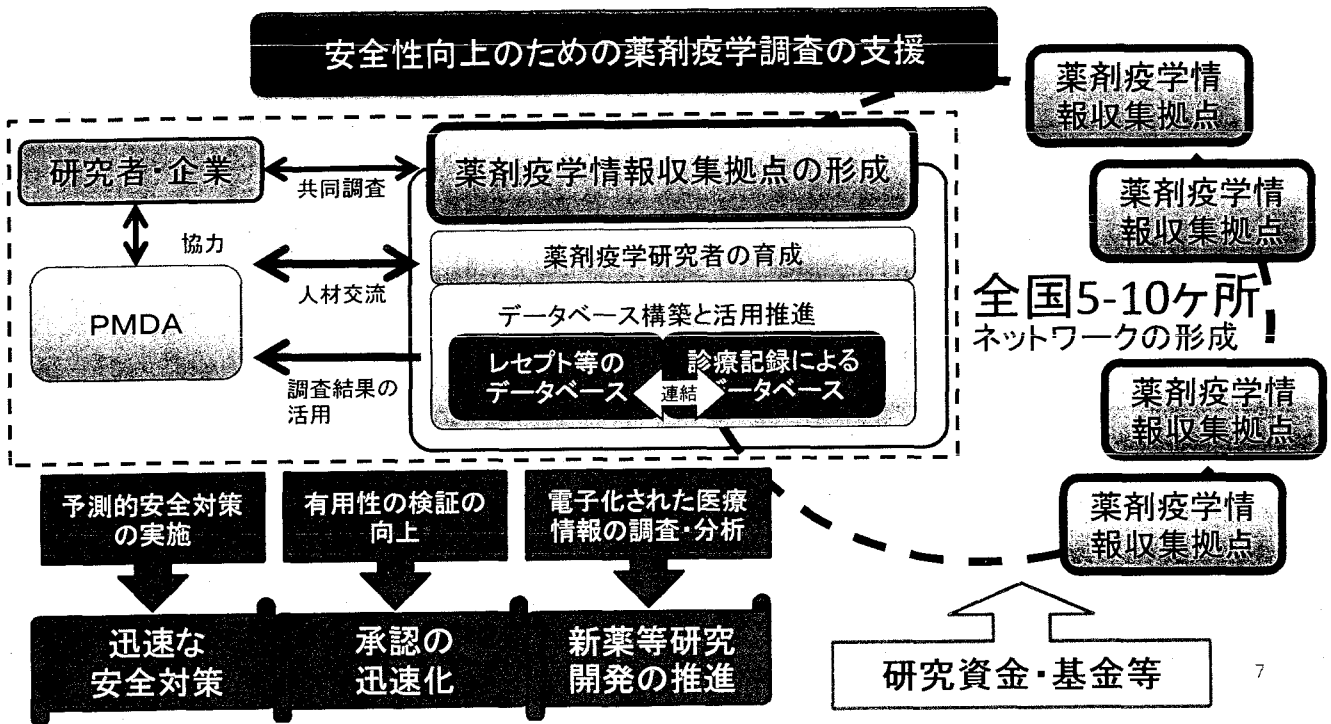 安全性向上のための薬剤疫学調査の支援
薬剤疫学情
報収集拠点
研究者・企業
共同調査
薬剤疫学情報収集拠点の形成
薬剤疫学情
報収集拠点
協力
人材交流
薬剤疫学研究者の育成
PMDA
データベース構築と活用推進
全国5-10ヶ所
ネットワークの形成
調査結果の
活用
レセプト等の
データベース
連結
診療記録による
データベース
薬剤疫学情
報収集拠点
予測的安全対策
の実施
有用性の検証の
向上
電子化された医療
情報の調査・分析
薬剤疫学情
報収集拠点
迅速な
安全対策
承認の
迅速化
新薬等研究
開発の推進
研究資金・基金等
7